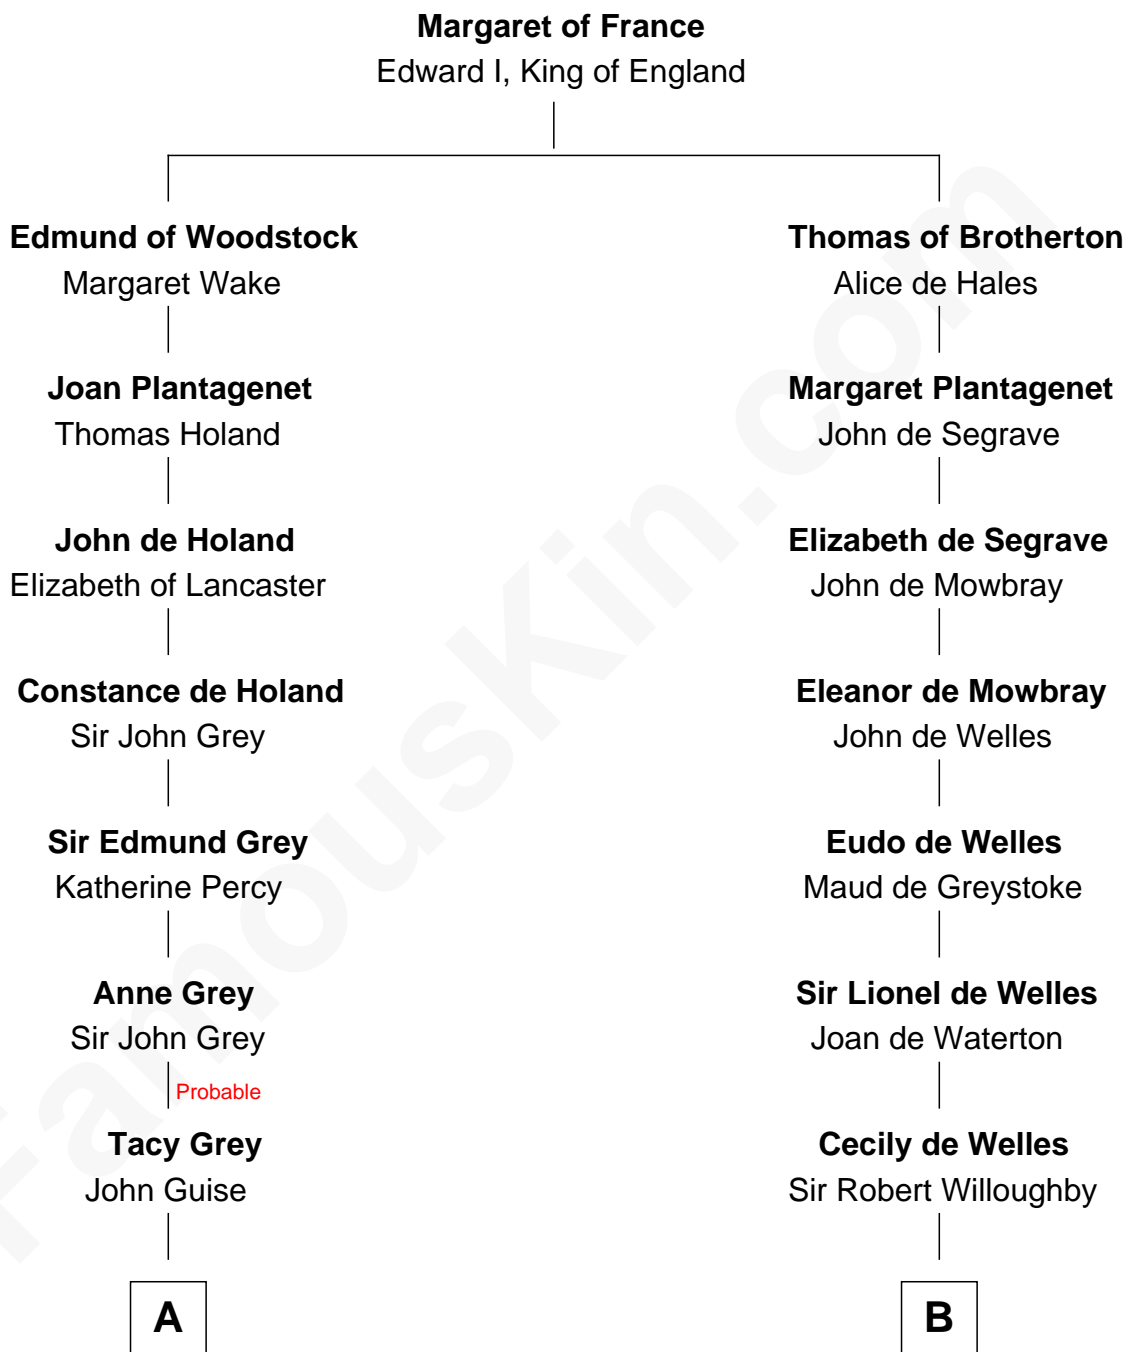 Margaret of France
Edward I, King of England
Edmund of Woodstock
Margaret Wake
Joan Plantagenet
Thomas Holand
John de Holand
Elizabeth of Lancaster
Constance de Holand
Sir John Grey
Sir Edmund Grey
Katherine Percy
Anne Grey
Sir John Grey
Probable
Tacy Grey
John Guise
A
Thomas of Brotherton
Alice de Hales
Margaret Plantagenet
John de Segrave
Elizabeth de Segrave
John de Mowbray
Eleanor de Mowbray
John de Welles
Eudo de Welles
Maud de Greystoke
Sir Lionel de Welles
Joan de Waterton
Cecily de Welles
Sir Robert Willoughby
B
FamousKin.com